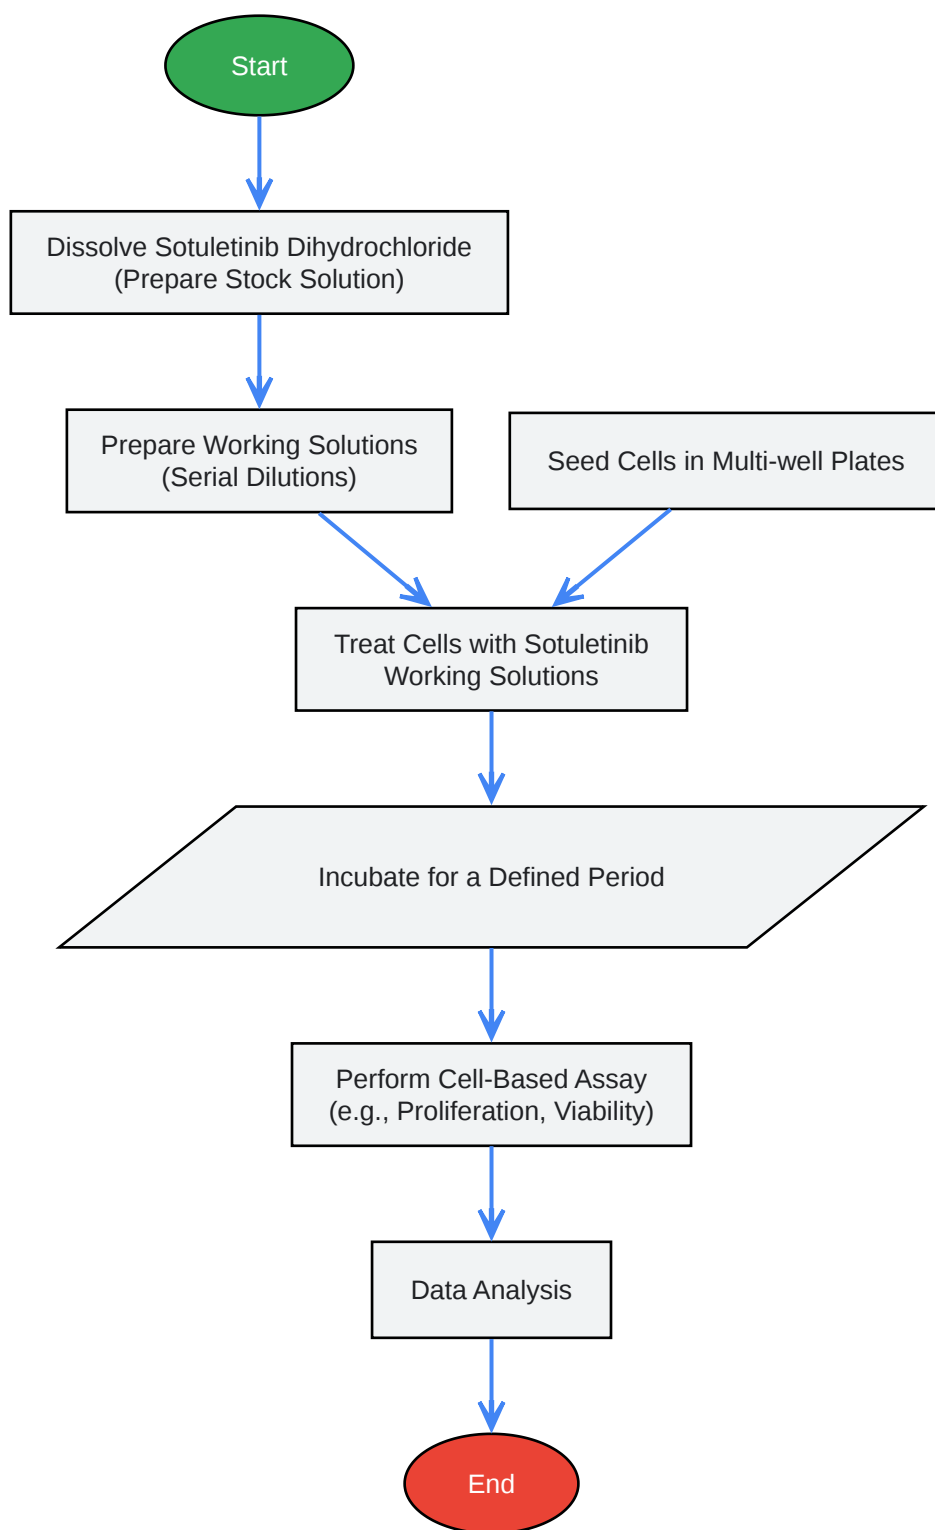 Start
Dissolve Sotuletinib Dihydrochloride
(Prepare Stock Solution)
Prepare Working Solutions
(Serial Dilutions)
Seed Cells in Multi-well Plates
Treat Cells with Sotuletinib
Working Solutions
Incubate for a Defined Period
Perform Cell-Based Assay
(e.g., Proliferation, Viability)
Data Analysis
End